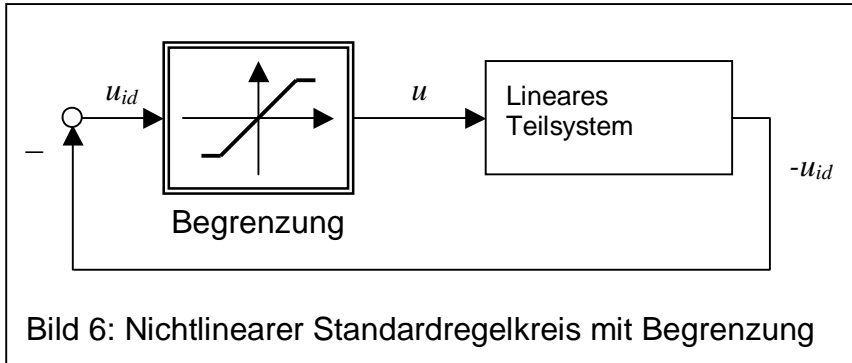 u_id
u
Lineares
Teilsystem
–
-u_id
Begrenzung
Bild 6: Nichtlinearer Standardregelkreis mit Begrenzung